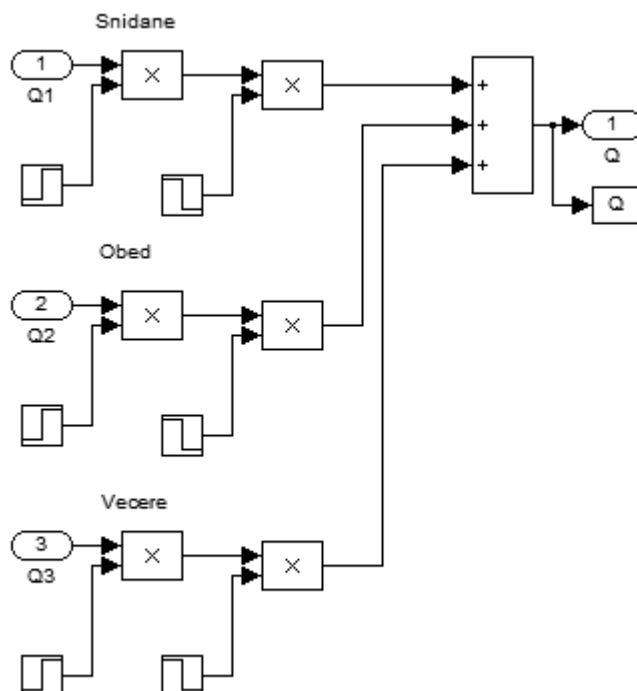 Snidane
1
Q1
×
×
+
+
+
1
Q
Q
Obed
2
Q2
×
×
Vecere
3
Q3
×
×